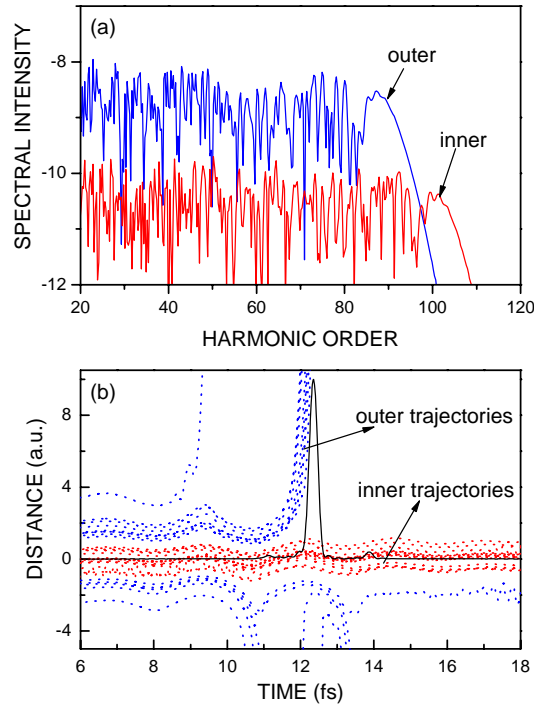 (a)
outer
inner
SPECTRAL INTENSITY
-8
-10
-12
20 40 60 80 100 120
HARMONIC ORDER
(b)
outer trajectories
inner trajectories
DISTANCE (a.u.)
8
4
0
-4
6 8 10 12 14 16 18
TIME (fs)